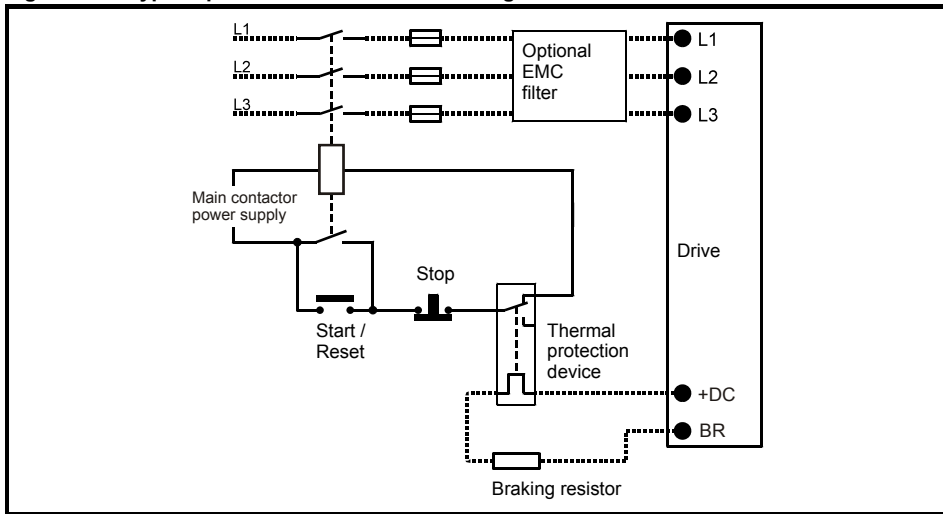 L1
L2
L3
Optional
EMC
filter
L1
L2
L3
Main contactor
power supply
Drive
Stop
Start /
Reset
Thermal
protection
device
+DC
BR
Braking resistor